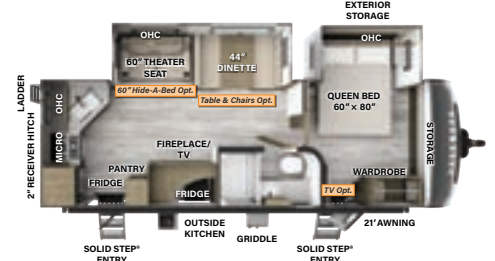 EXTERIOR
STORAGE
OHC
OHC
60" THEATER
SEAT
44"
DINETTE
60" Hide-A-Bed Opt.
Table & Chairs Opt.
QUEEN BED
60" x 80"
LADDER
2" RECEIVER HITCH
OHC
MICRO
FIREPLACE/
TV
PANTRY
FRIDGE
FRIDGE
STORAGE
WARDROBE
TV Opt.
21' AWNING
OUTSIDE
KITCHEN
GRIDDLE
SOLID STEP®
ENTRY
SOLID STEP®
ENTRY